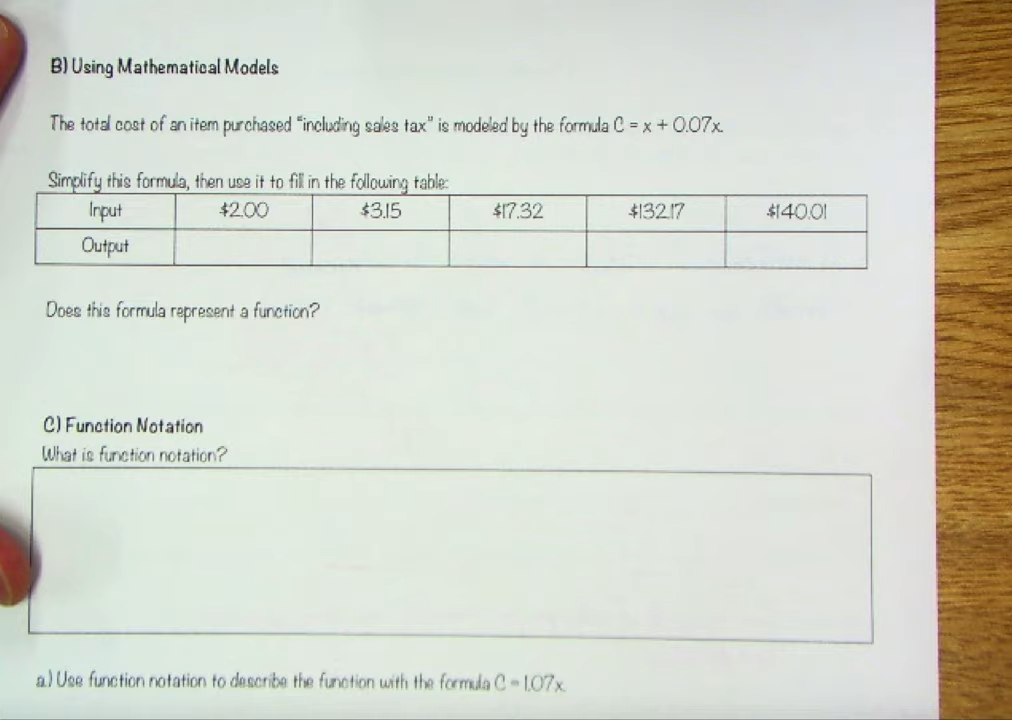 B) Using Mathematical Models
The total cost of an item purchased "including sales tax" is modeled by the formula C = x + 0.07x.
Simplify this formula, then use it to fill in the following table:
Input $2.00 $3.15 $17.32 $132.17 $140.01
Output
Does this formula represent a function?
C) Function Notation
What is function notation?
a.) Use function notation to describe the function with the formula C = 1.07x.